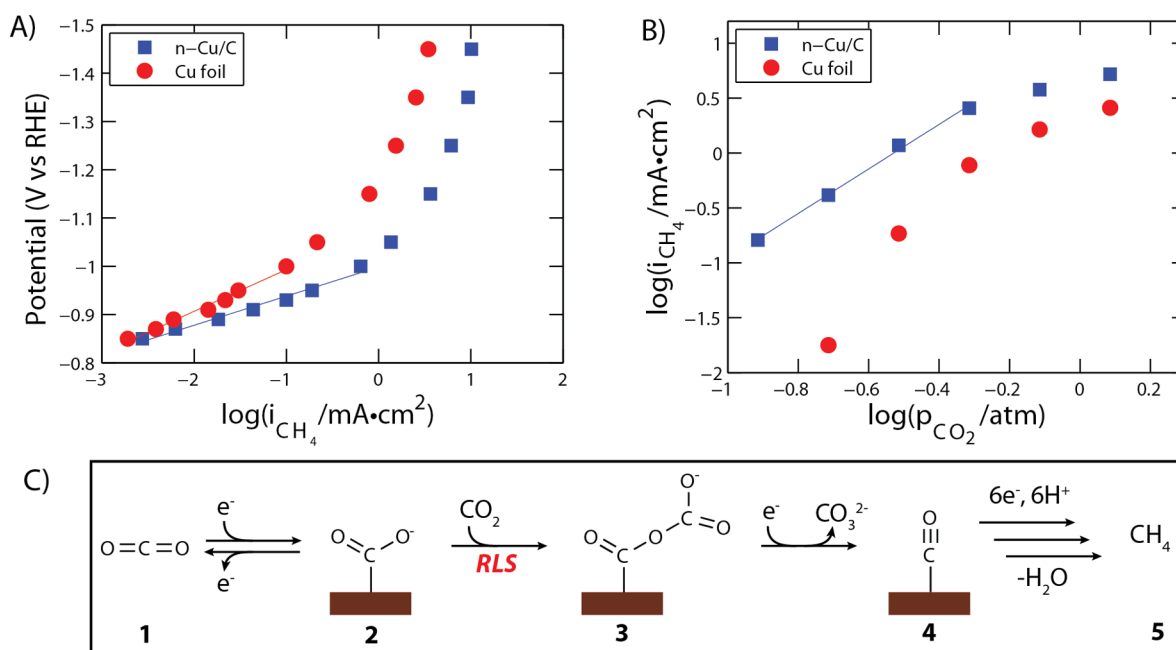 A)
n−Cu/C
Cu foil
−1.5
−1.4
−1.3
−1.2
−1.1
−1
−0.9
−0.8
Potential (V vs RHE)
−3
−2
−1
0
1
2
log(i_CH₄/mA•cm²)
B)
n−Cu/C
Cu foil
1
0.5
0
−0.5
−1
−1.5
−2
log(i_CH₄/mA•cm²)
−1
−0.8
−0.6
−0.4
−0.2
0
0.2
log(p_CO₂/atm)
C)
O=C=O
e⁻
e⁻
1
O
C
O⁻
2
CO₂
RLS
O
C
O
C
O⁻
O
3
e⁻
CO₃²⁻
O
C
4
6e⁻, 6H⁺
-H₂O
CH₄
5